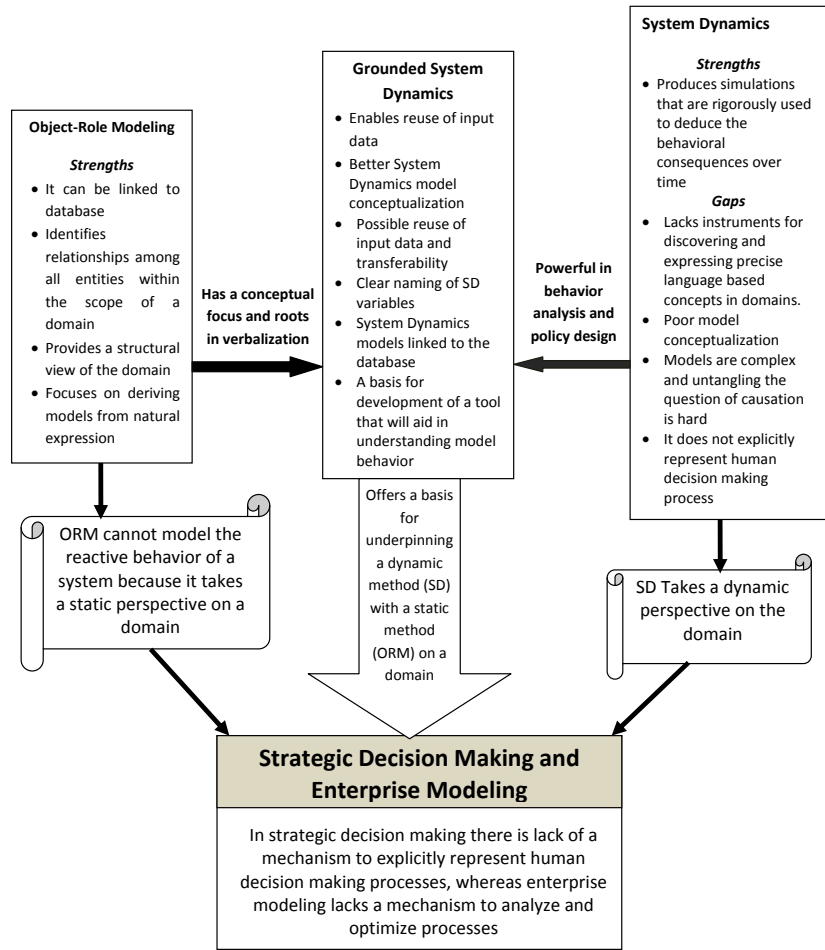 Object-Role Modeling
Strengths
• It can be linked to
database
• Identifies
relationships among
all entities within
the scope of a
domain
• Provides a structural
view of the domain
• Focuses on deriving
models from natural
expression
Has a conceptual
focus and roots
in verbalization
Grounded System
Dynamics
• Enables reuse of input
data
• Better System
Dynamics model
conceptualization
• Possible reuse of
input data and
transferability
• Clear naming of SD
variables
• System Dynamics
models linked to the
database
• A basis for
development of a tool
that will aid in
understanding model
behavior
Powerful in
behavior
analysis and
policy design
System Dynamics
Strengths
• Produces simulations
that are rigorously used
to deduce the
behavioral
consequences over
time
Gaps
• Lacks instruments for
discovering and
expressing precise
language based
concepts in domains.
• Poor model
conceptualization
• Models are complex
and untangling the
question of causation
is hard
• It does not explicitly
represent human
decision making
process
ORM cannot model the
reactive behavior of a
system because it takes
a static perspective on a
domain
Offers a basis
for
underpinning
a dynamic
method (SD)
with a static
method
(ORM) on a
domain
SD Takes a dynamic
perspective on the
domain
Strategic Decision Making and
Enterprise Modeling
In strategic decision making there is lack of a
mechanism to explicitly represent human
decision making processes, whereas enterprise
modeling lacks a mechanism to analyze and
optimize processes